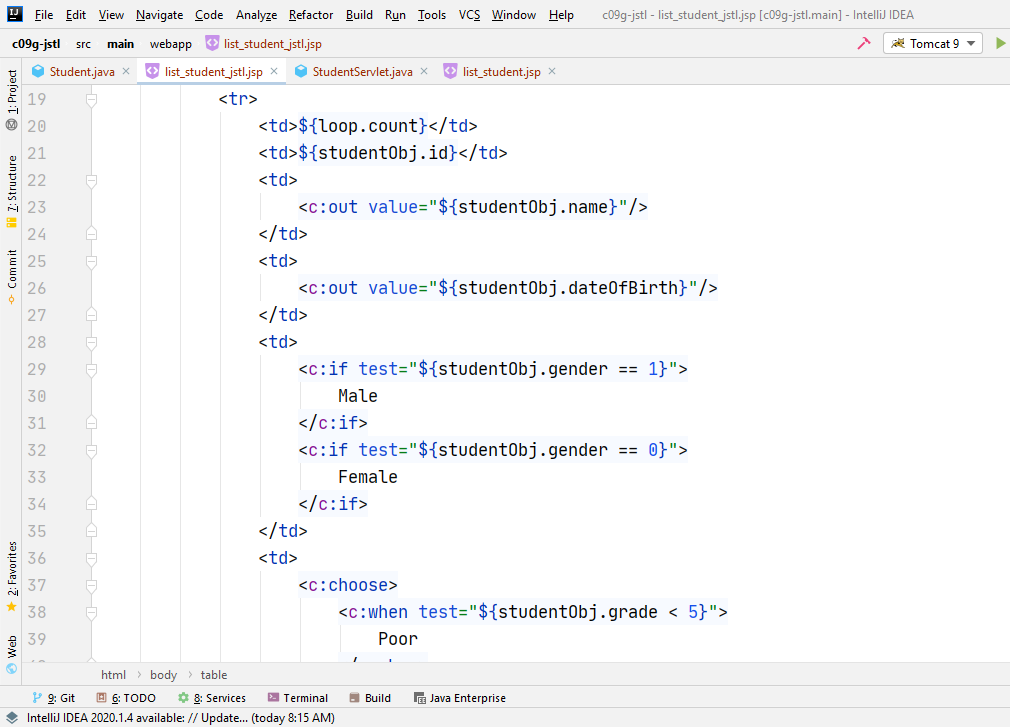 File Edit View Navigate Code Analyze Refactor Build Run Tools VCS Window Help c09g-jstl - list_student_jstl.jsp [c09g-jstl.main] - IntelliJ IDEA
c09g-jstl src main webapp list_student_jstl.jsp Tomcat 9
Student.java list_student_jstl.jsp StudentServlet.java list_student.jsp
1: Project
7: Structure
Commit
2: Favorites
Web
19 <tr>
20 <td>${loop.count}</td>
21 <td>${studentObj.id}</td>
22 <td>
23 <c:out value="${studentObj.name}"/>
24 </td>
25 <td>
26 <c:out value="${studentObj.dateOfBirth}"/>
27 </td>
28 <td>
29 <c:if test="${studentObj.gender == 1}">
30 Male
31 </c:if>
32 <c:if test="${studentObj.gender == 0}">
33 Female
34 </c:if>
35 </td>
36 <td>
37 <c:choose>
38 <c:when test="${studentObj.grade < 5}">
39 Poor
html body table
9: Git 6: TODO 8: Services Terminal Build Java Enterprise
IntelliJ IDEA 2020.1.4 available: // Update... (today 8:15 AM)